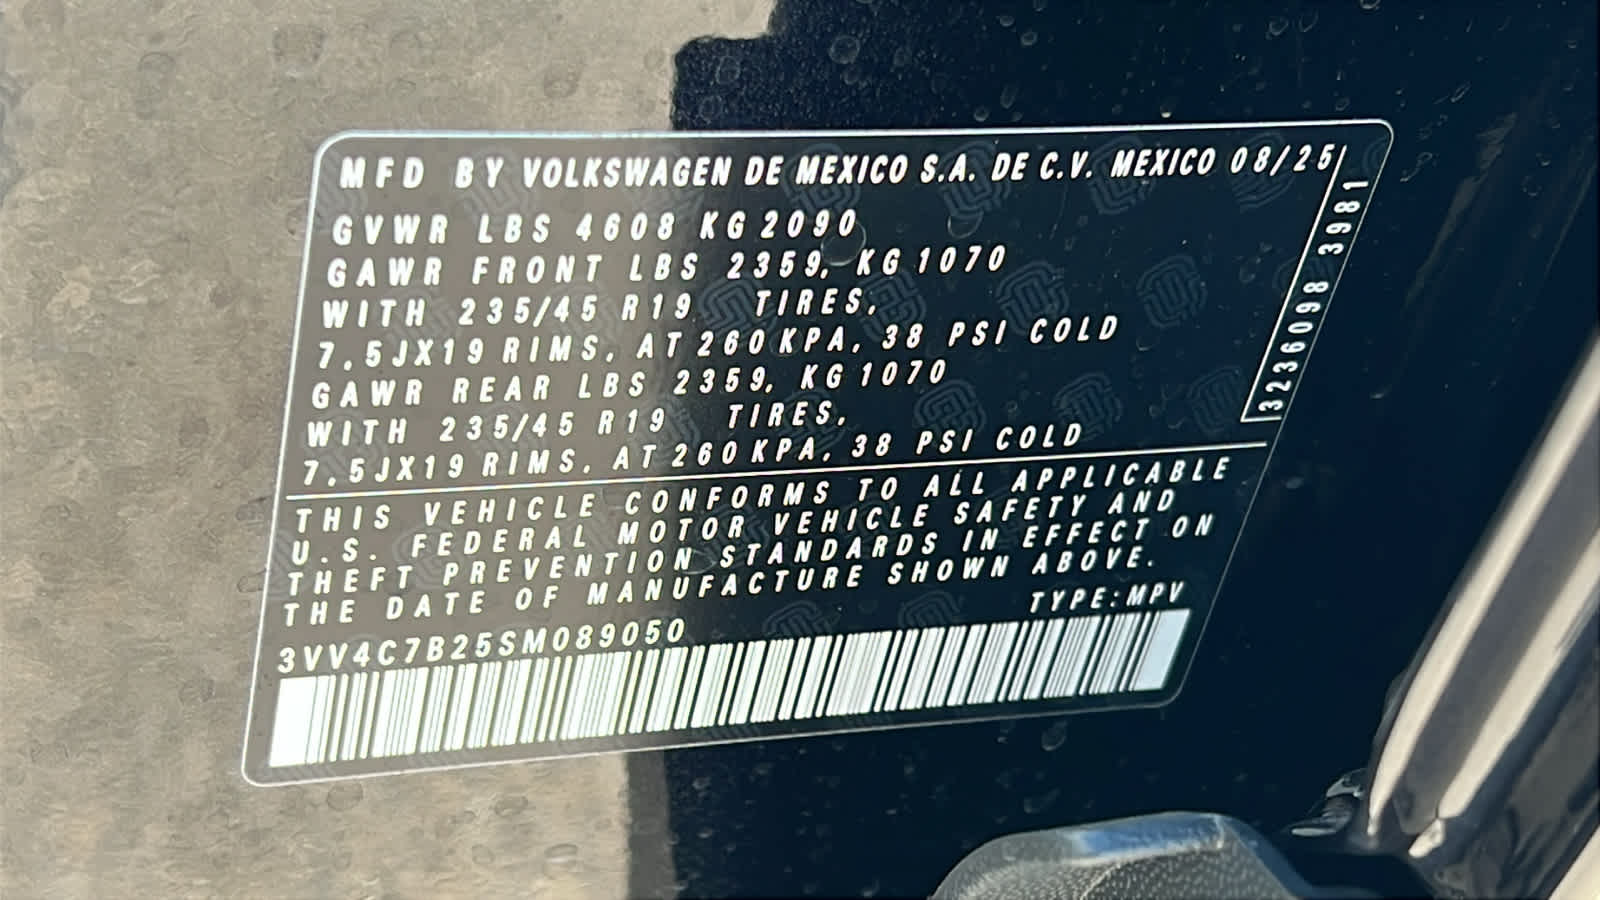 MFD BY VOLKSWAGEN DE MEXICO S.A. DE C.V. MEXICO 08/25
GVWR LBS 4608 KG 2090
GAWR FRONT LBS 2359, KG 1070
WITH 235/45 R19 TIRES,
7,5JX19 RIMS, AT 260KPA, 38 PSI COLD
GAWR REAR LBS 2359, KG 1070
WITH 235/45 R19 TIRES,
7,5JX19 RIMS, AT 260KPA, 38 PSI COLD
3236098 3981
THIS VEHICLE CONFORMS TO ALL APPLICABLE
U.S. FEDERAL MOTOR VEHICLE SAFETY AND
THEFT PREVENTION STANDARDS IN EFFECT ON
THE DATE OF MANUFACTURE SHOWN ABOVE.
TYPE:MPV
3VV4C7B25SM089050